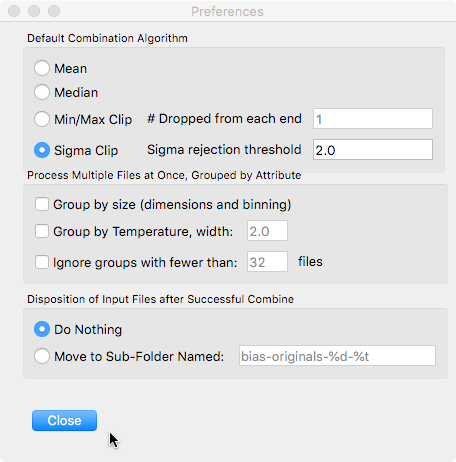 Preferences
Default Combination Algorithm
Mean
Median
Min/Max Clip # Dropped from each end 1
Sigma Clip Sigma rejection threshold 2.0
Process Multiple Files at Once, Grouped by Attribute
Group by size (dimensions and binning)
Group by Temperature, width: 2.0
Ignore groups with fewer than: 32 files
Disposition of Input Files after Successful Combine
Do Nothing
Move to Sub-Folder Named: bias-originals-%d-%t
Close